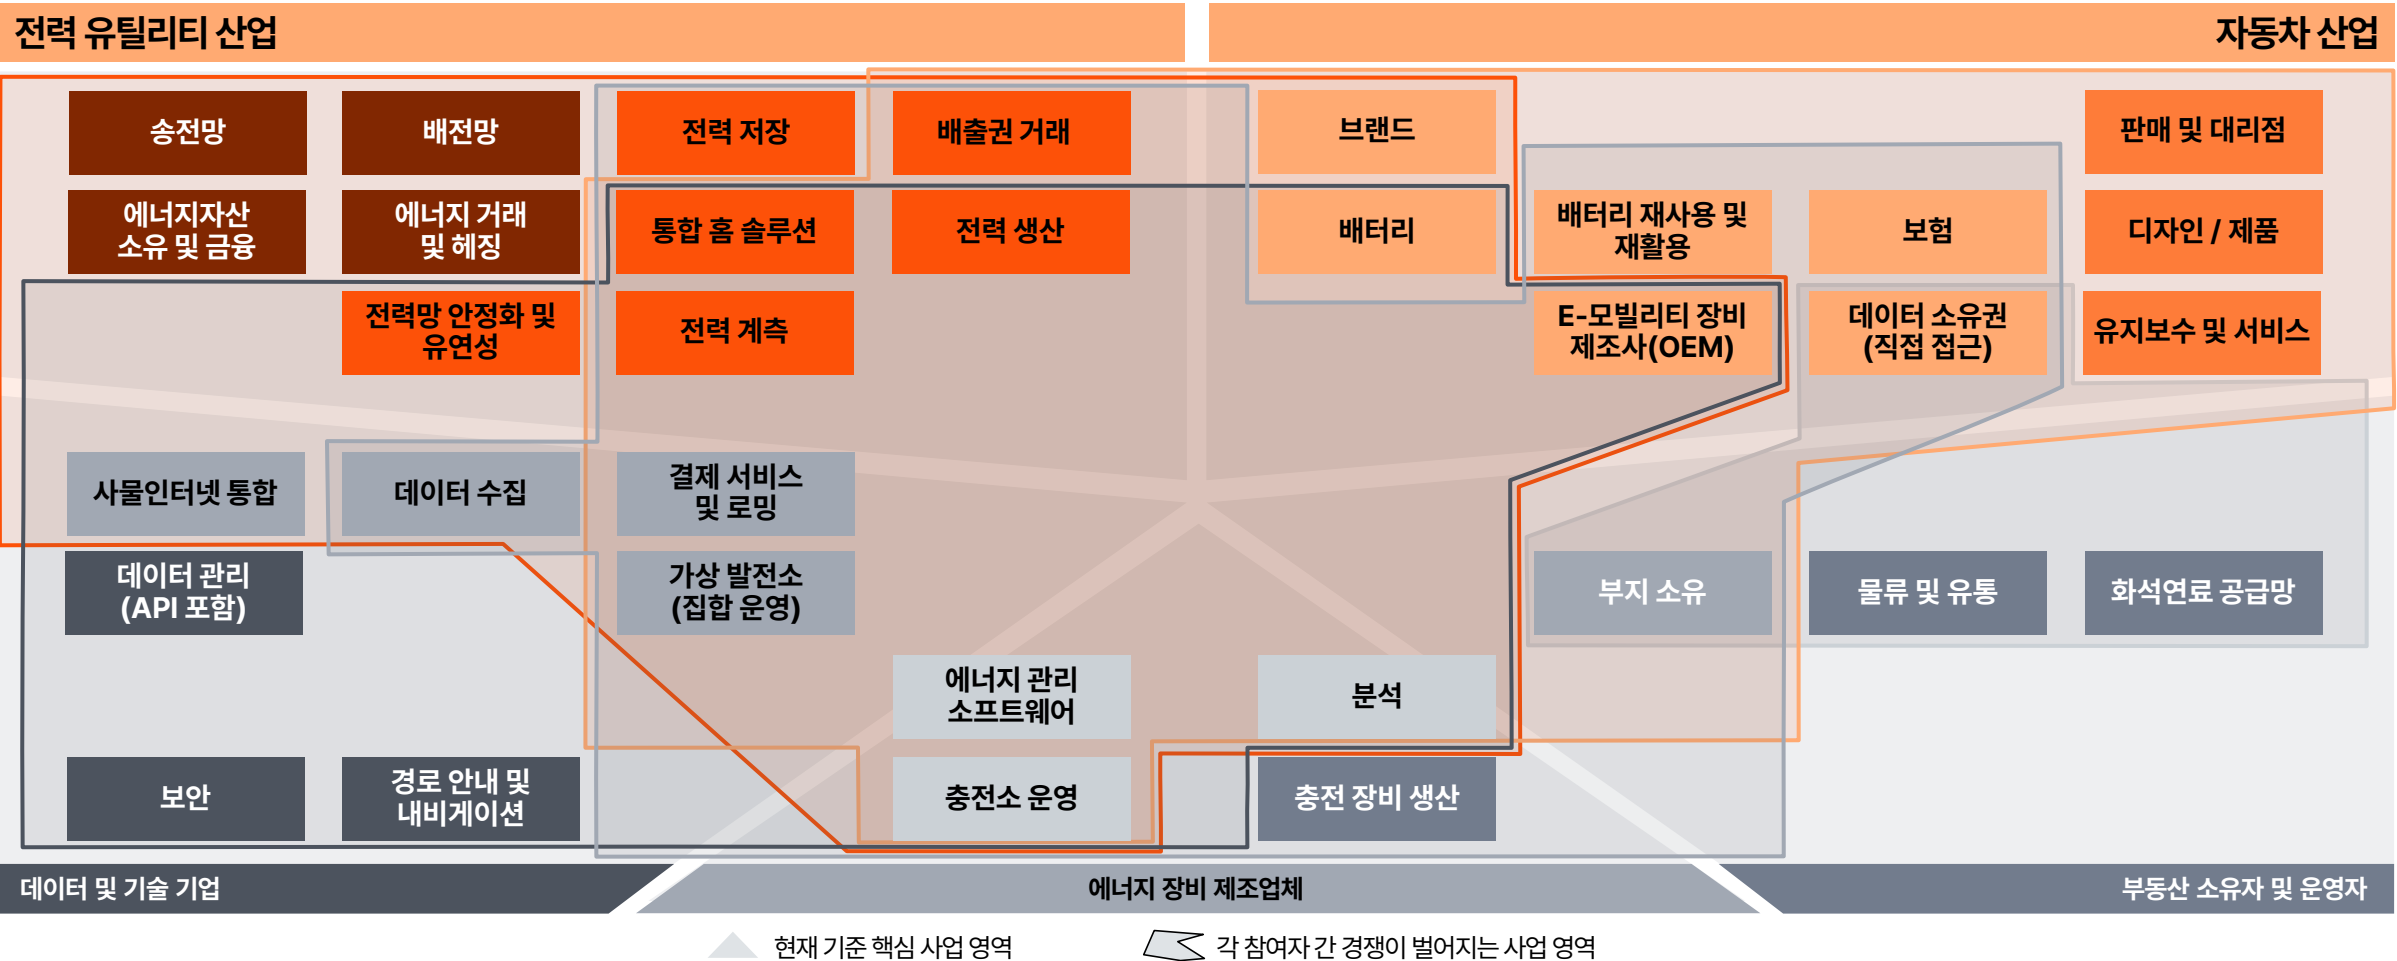 전력 유틸리티 산업
자동차 산업
송전망
배전망
전력 저장
배출권 거래
브랜드
판매 및 대리점
에너지자산
소유 및 금융
에너지 거래
및 헤징
통합 홈 솔루션
전력 생산
배터리
배터리 재사용 및
재활용
보험
디자인 / 제품
전력망 안정화 및
유연성
전력 계측
E-모빌리티 장비
제조사(OEM)
데이터 소유권
(직접 접근)
유지보수 및 서비스
사물인터넷 통합
데이터 수집
결제 서비스
및 로밍
데이터 관리
(API 포함)
가상 발전소
(집합 운영)
부지 소유
물류 및 유통
화석연료 공급망
에너지 관리
소프트웨어
분석
보안
경로 안내 및
내비게이션
충전소 운영
충전 장비 생산
데이터 및 기술 기업
에너지 장비 제조업체
부동산 소유자 및 운영자
현재 기준 핵심 사업 영역
각 참여자 간 경쟁이 벌어지는 사업 영역